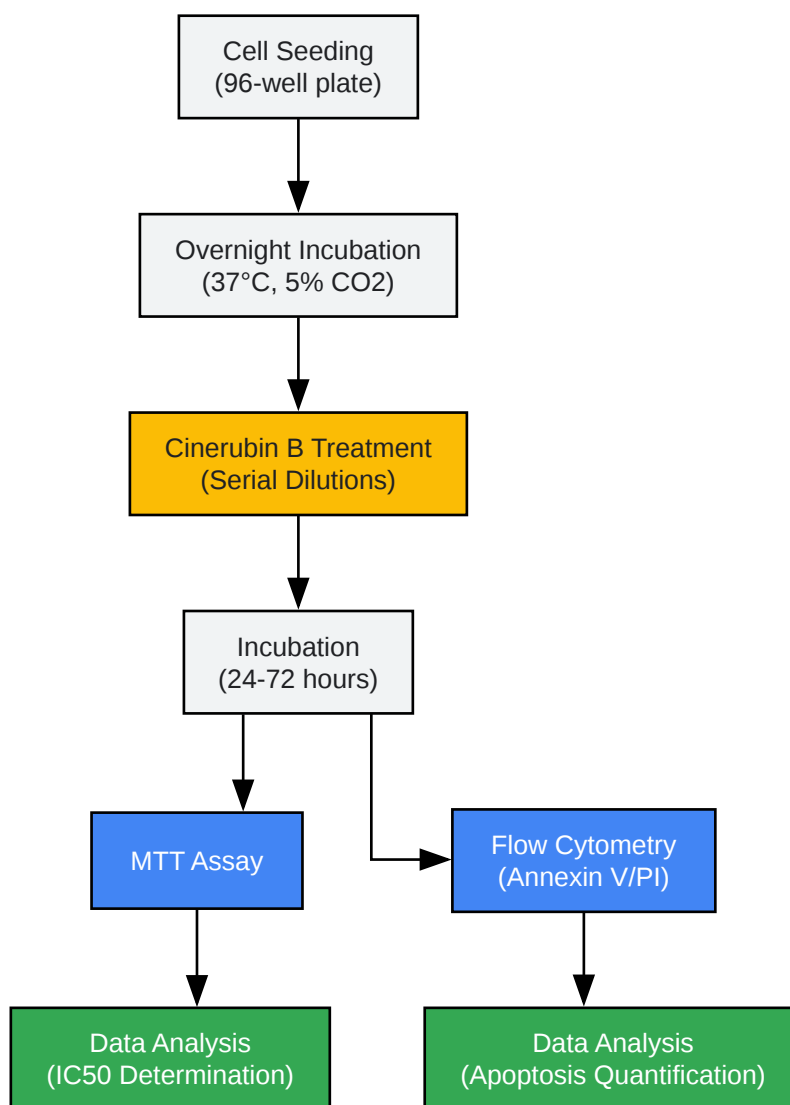 Cell Seeding
(96-well plate)
Overnight Incubation
(37°C, 5% CO2)
Cinerubin B Treatment
(Serial Dilutions)
Incubation
(24-72 hours)
MTT Assay
Flow Cytometry
(Annexin V/PI)
Data Analysis
(IC50 Determination)
Data Analysis
(Apoptosis Quantification)